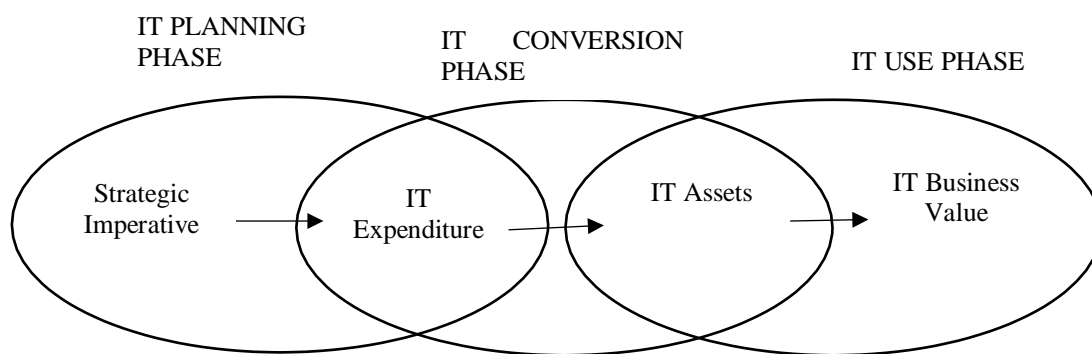 IT PLANNING
PHASE
IT CONVERSION
PHASE
IT USE PHASE
Strategic
Imperative
IT
Expenditure
IT Assets
IT Business
Value